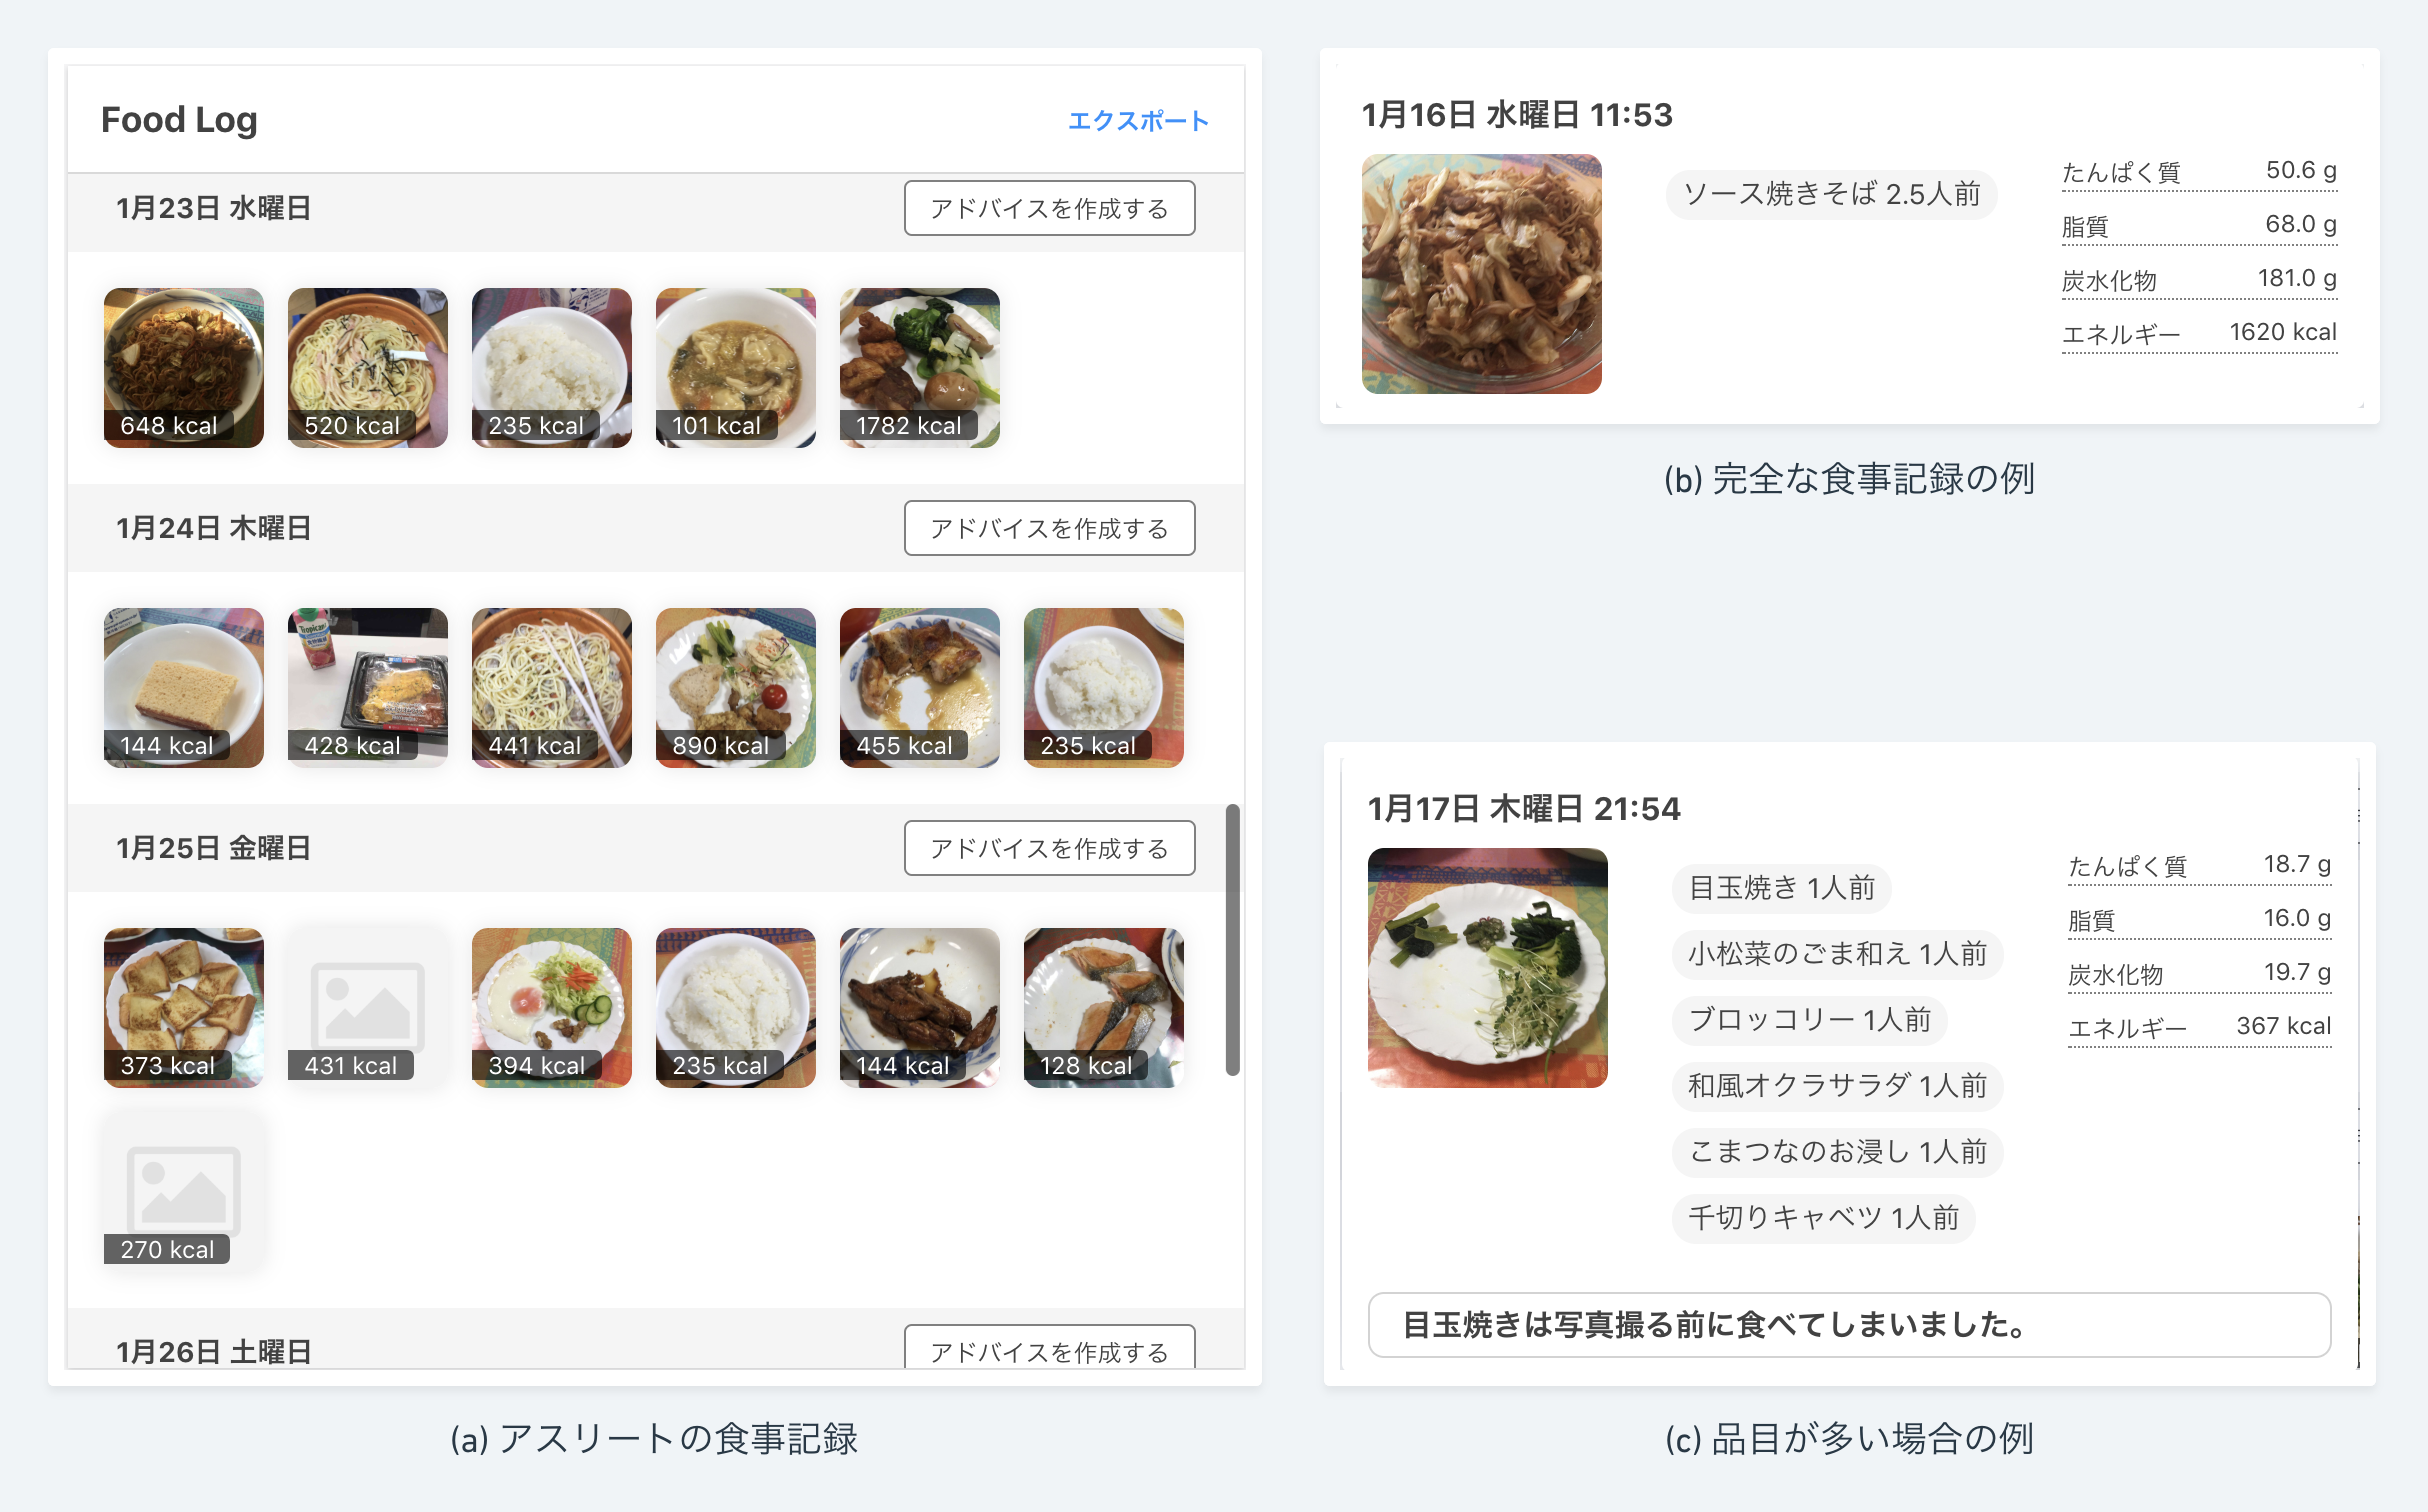 Food Log
エクスポート
1月23日 水曜日
アドバイスを作成する
648 kcal
520 kcal
235 kcal
101 kcal
1782 kcal
1月24日 木曜日
アドバイスを作成する
Tropicana
144 kcal
428 kcal
441 kcal
890 kcal
455 kcal
235 kcal
1月25日 金曜日
アドバイスを作成する
373 kcal
431 kcal
394 kcal
235 kcal
144 kcal
128 kcal
270 kcal
1月26日 土曜日
アドバイスを作成する
(a) アスリートの食事記録
1月16日 水曜日 11:53
ソース焼きそば 2.5人前
たんぱく質 50.6 g
脂質 68.0 g
炭水化物 181.0 g
エネルギー 1620 kcal
(b) 完全な食事記録の例
1月17日 木曜日 21:54
目玉焼き 1人前
小松菜のごま和え 1人前
ブロッコリー 1人前
和風オクラサラダ 1人前
こまつなのお浸し 1人前
千切りキャベツ 1人前
たんぱく質 18.7 g
脂質 16.0 g
炭水化物 19.7 g
エネルギー 367 kcal
目玉焼きは写真撮る前に食べてしまいました。
(c) 品目が多い場合の例